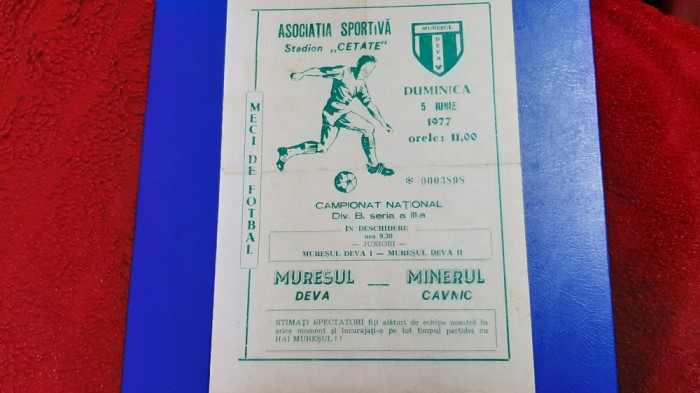 ASOCIAȚIA SPORTIVĂ
Stadion „CETATE"
MUREȘUL
DEVA
DUMINICA
5 IUNIE
1977
orele: 11,00
MECI DE FOTBAL
* 0003898
CAMPIONAT NAȚIONAL
Div. B. seria a III-a
IN DESCHIDERE
ora 9,30
— JUNIORI —
MUREȘUL DEVA I — MUREȘUL DEVA II
MUREȘUL — MINERUL
DEVA CAVNIC
STIMAȚI SPECTATORI fiți alături de echipa noastră în
orice moment și încurajați-o pe tot timpul partidei cu
HAI MUREȘUL!!